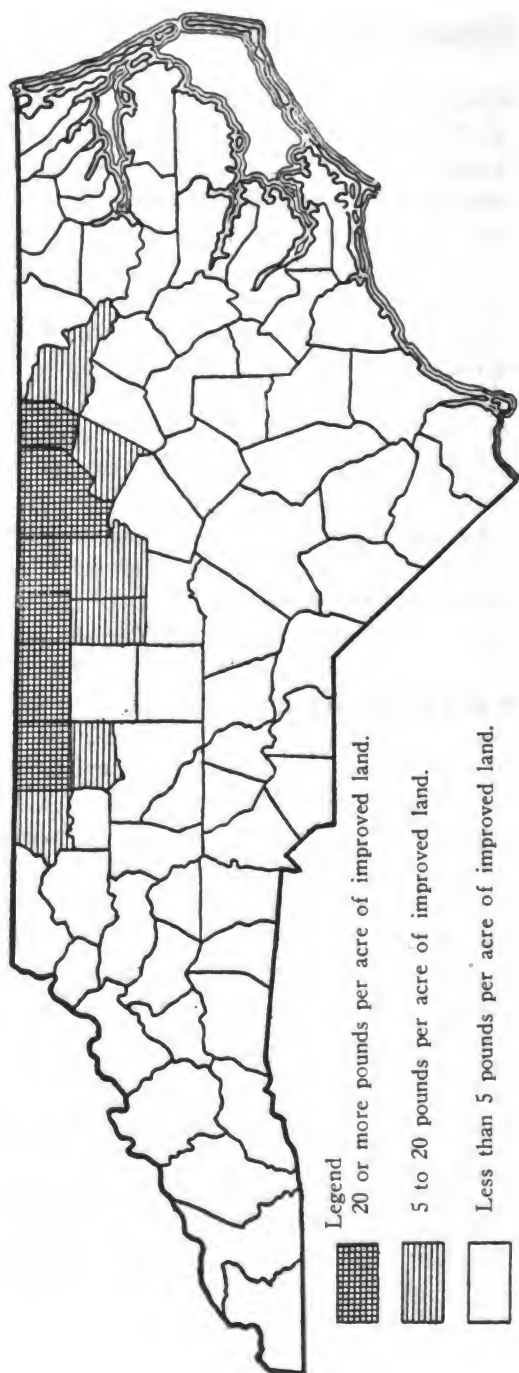 Legend
20 or more pounds per acre of improved land.
5 to 20 pounds per acre of improved land.
Less than 5 pounds per acre of improved land.